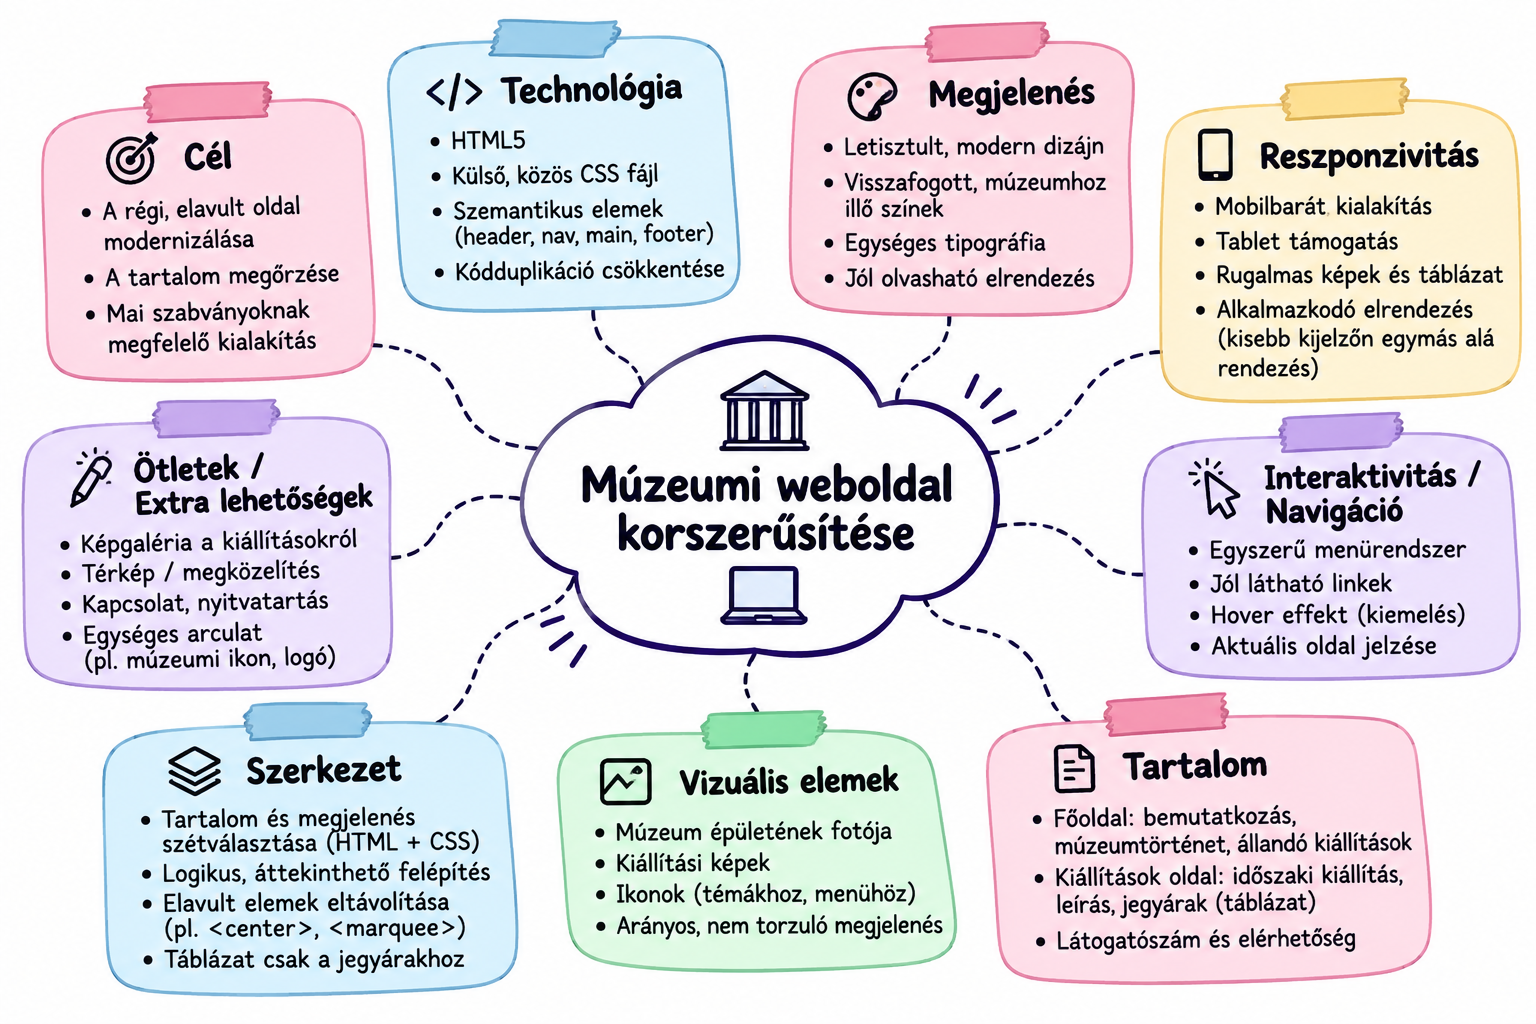 Múzeumi weboldal
korszerűsítése
Cél
• A régi, elavult oldal
modernizálása
• A tartalom megőrzése
• Mai szabványoknak
megfelelő kialakítás
</> Technológia
• HTML5
• Külső, közös CSS fájl
• Szemantikus elemek
(header, nav, main, footer)
• Kódduplikáció csökkentése
Megjelenés
• Letisztult, modern dizájn
• Visszafogott, múzeumhoz
illő színek
• Egységes tipográfia
• Jól olvasható elrendezés
Reszponzivitás
• Mobilbarát kialakítás
• Tablet támogatás
• Rugalmas képek és táblázat
• Alkalmazkodó elrendezés
(kisebb kijelzőn egymás alá
rendezés)
Ötletek /
Extra lehetőségek
• Képgaléria a kiállításokról
• Térkép / megközelítés
• Kapcsolat, nyitvatartás
• Egységes arculat
(pl. múzeumi ikon, logó)
Interaktivitás /
Navigáció
• Egyszerű menürendszer
• Jól látható linkek
• Hover effekt (kiemelés)
• Aktuális oldal jelzése
Szerkezet
• Tartalom és megjelenés
szétválasztása (HTML + CSS)
• Logikus, áttekinthető felépítés
• Elavult elemek eltávolítása
(pl. <center>, <marquee>)
• Táblázat csak a jegyárakhoz
Vizuális elemek
• Múzeum épületének fotója
• Kiállítási képek
• Ikonok (témákhoz, menühöz)
• Arányos, nem torzuló megjelenés
Tartalom
• Főoldal: bemutatkozás,
múzeumtörténet, állandó kiállítások
• Kiállítások oldal: időszaki kiállítás,
leírás, jegyárak (táblázat)
• Látogatószám és elérhetőség